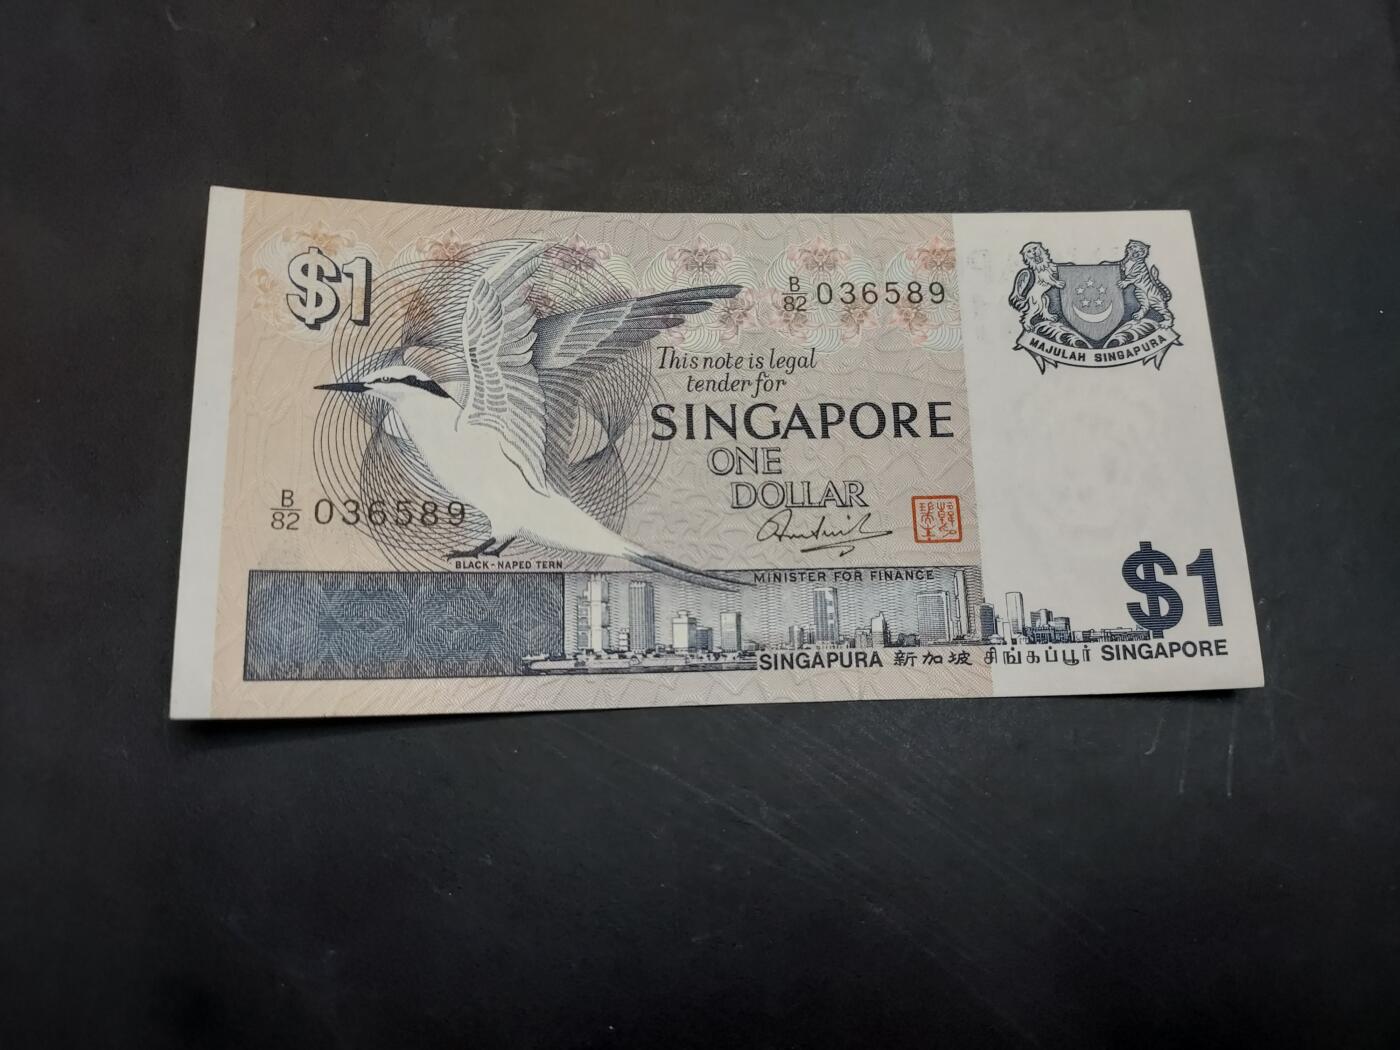 $1
B/82 036589
MAJULAH SINGAPURA
This note is legal
tender for
SINGAPORE
ONE
DOLLAR
B/82 036589
BLACK-NAPED TERN
MINISTER FOR FINANCE
$1
SINGAPURA 新加坡 சிங்கப்பூர் SINGAPORE